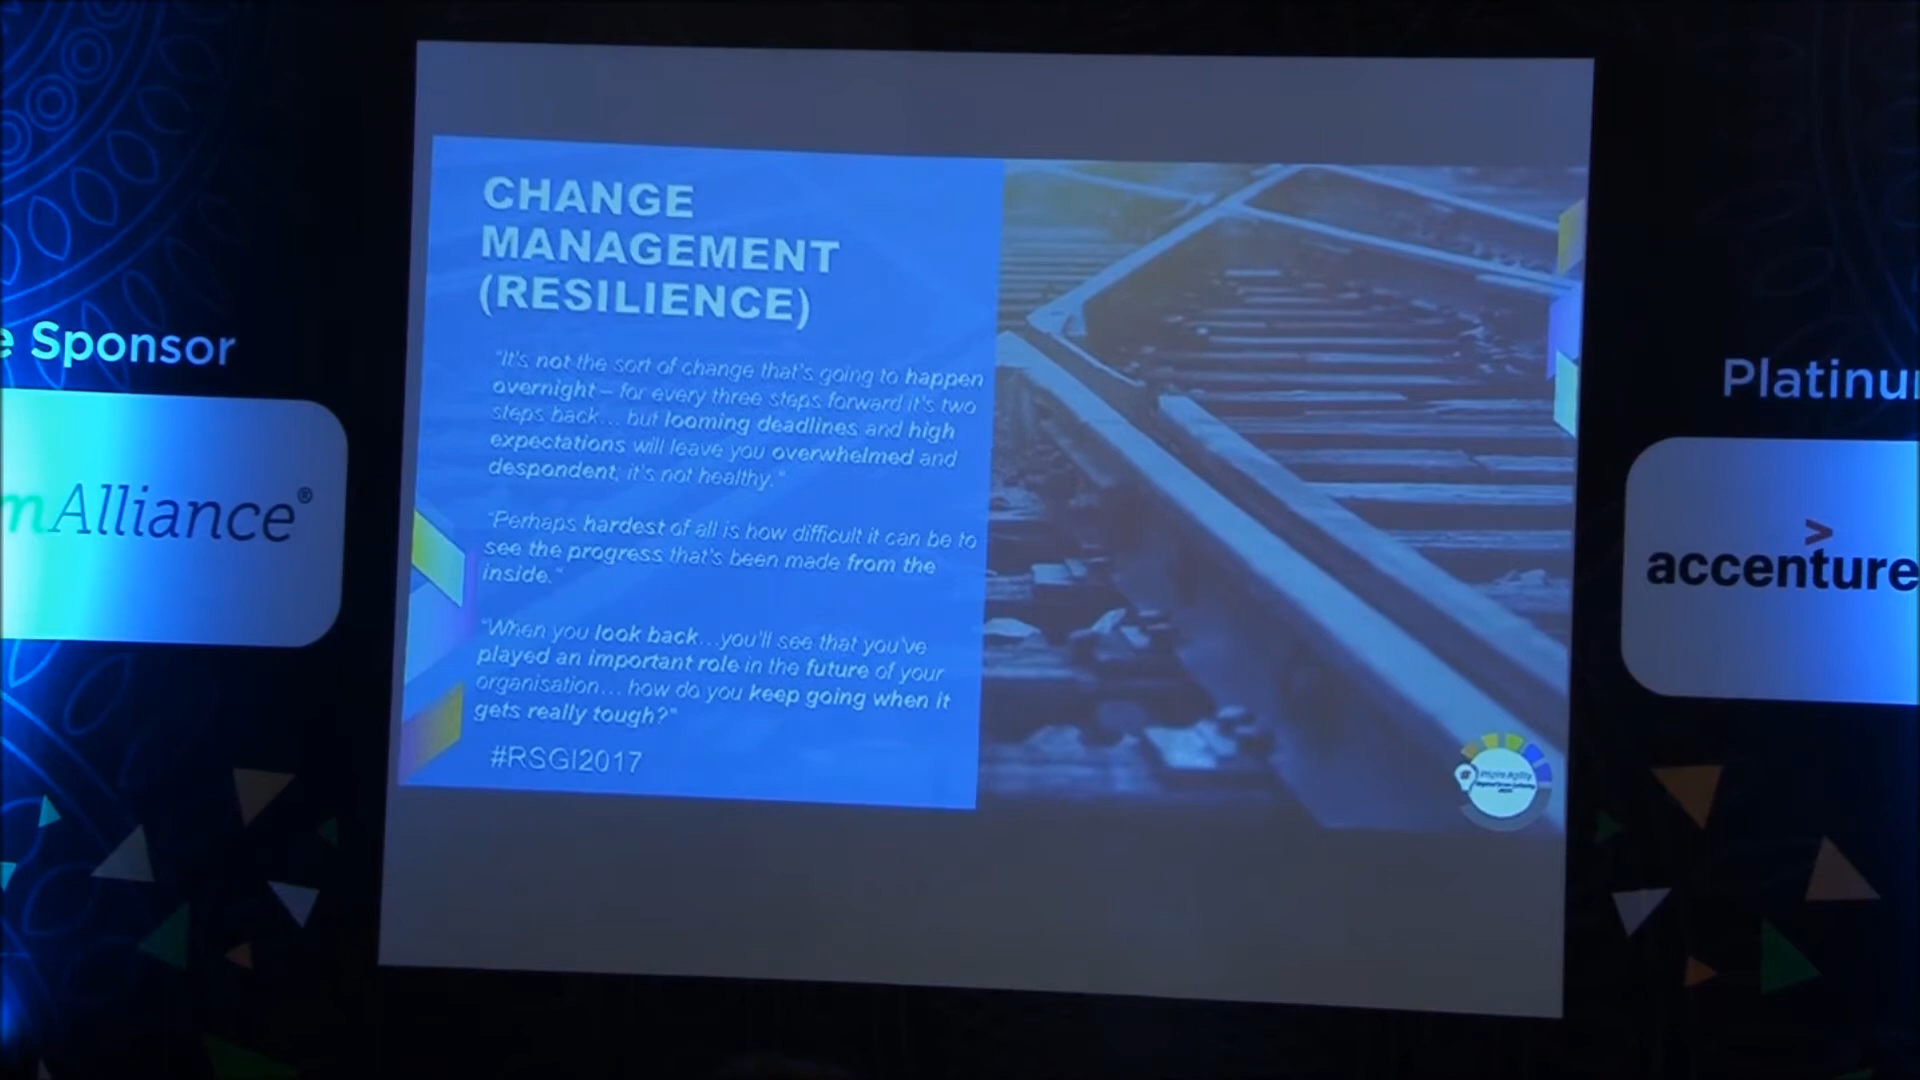 CHANGE
MANAGEMENT
(RESILIENCE)
"It's not the sort of change that's going to happen
overnight – for every three steps forward it's two
steps back... but looming deadlines and high
expectations will leave you overwhelmed and
despondent, it's not healthy."
"Perhaps hardest of all is how difficult it can be to
see the progress that's been made from the
inside."
"When you look back...you'll see that you've
played an important role in the future of your
organisation... how do you keep going when it
gets really tough?"
#RSGI2017
e Sponsor
mAlliance®
Platinu
>
accenture